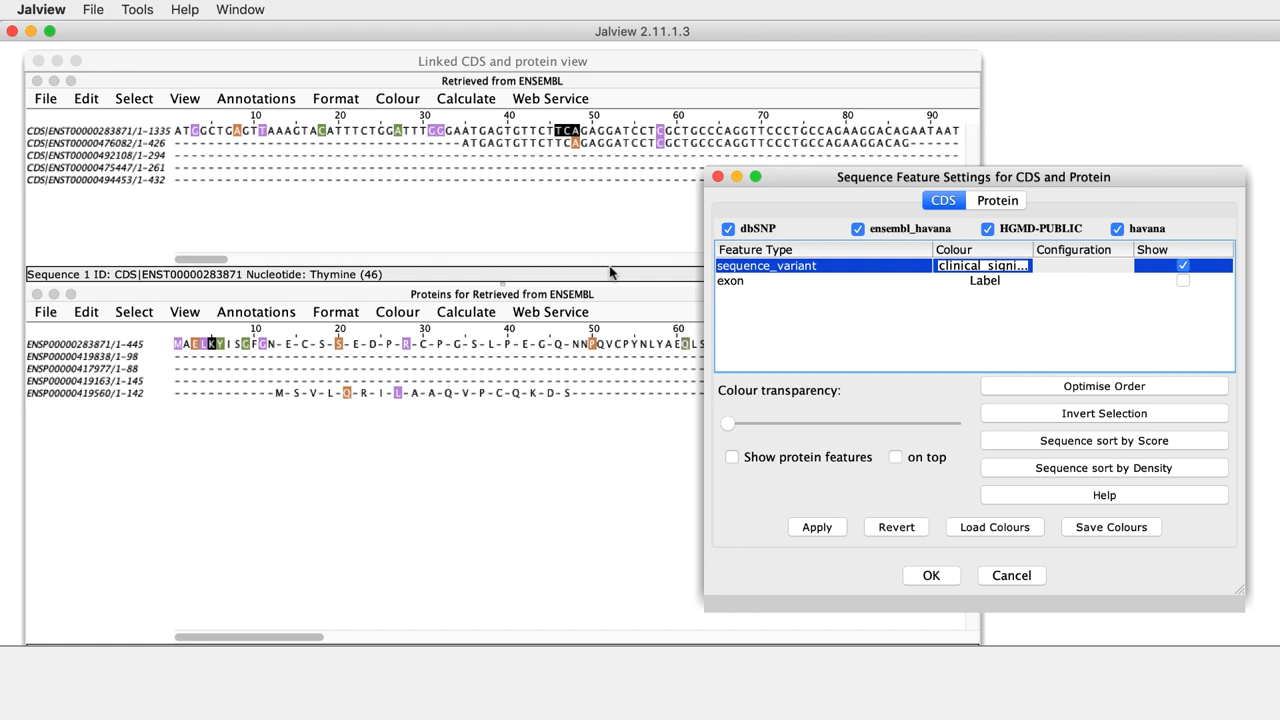 Jalview File Tools Help Window
Jalview 2.11.1.3
Linked CDS and protein view
Retrieved from ENSEMBL
File Edit Select View Annotations Format Colour Calculate Web Service
10 20 30 40 50 60 70 80 90
CDS|ENST00000283871/1-1335 ATGGCTGAGTTAAAGTACATTTCTGGATTTGGGAATGAGTGTTCTTCAGAGGATCCTCGCTGCCCAGGTTCCCTGCCAGAAGGACAGAATAAT
CDS|ENST00000476082/1-426 ----------------------------------ATGAGTGTTCTTCAGAGGATCCTCGCTGCCCAGGTTCCCTGCCAGAAGGACAG------
CDS|ENST00000492108/1-294
CDS|ENST00000475447/1-261
CDS|ENST00000494453/1-432
Sequence 1 ID: CDS|ENST00000283871 Nucleotide: Thymine (46)
Proteins for Retrieved from ENSEMBL
File Edit Select View Annotations Format Colour Calculate Web Service
10 20 30 40 50 60
ENSP00000283871/1-445 MAELKYISGFGN-E-C-S-S-E-D-P-R-C-P-G-S-L-P-E-G-Q-NNPQVCPYNLYAEQLS
ENSP00000419838/1-98
ENSP00000417977/1-88
ENSP00000419163/1-145
ENSP00000419560/1-142 ------------M-S-V-L-Q-R-I-L-A-A-Q-V-P-C-Q-K-D-S----------------
Sequence Feature Settings for CDS and Protein
CDS Protein
dbSNP ensembl_havana HGMD-PUBLIC havana
Feature Type Colour Configuration Show
sequence_variant clinical_signi...
exon Label
Colour transparency:
Optimise Order
Invert Selection
Sequence sort by Score
Show protein features on top
Sequence sort by Density
Help
Apply Revert Load Colours Save Colours
OK Cancel